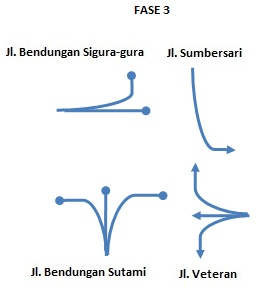 FASE 3
Jl. Bendungan Sigura-gura
Jl. Sumbersari
Jl. Bendungan Sutami
Jl. Veteran